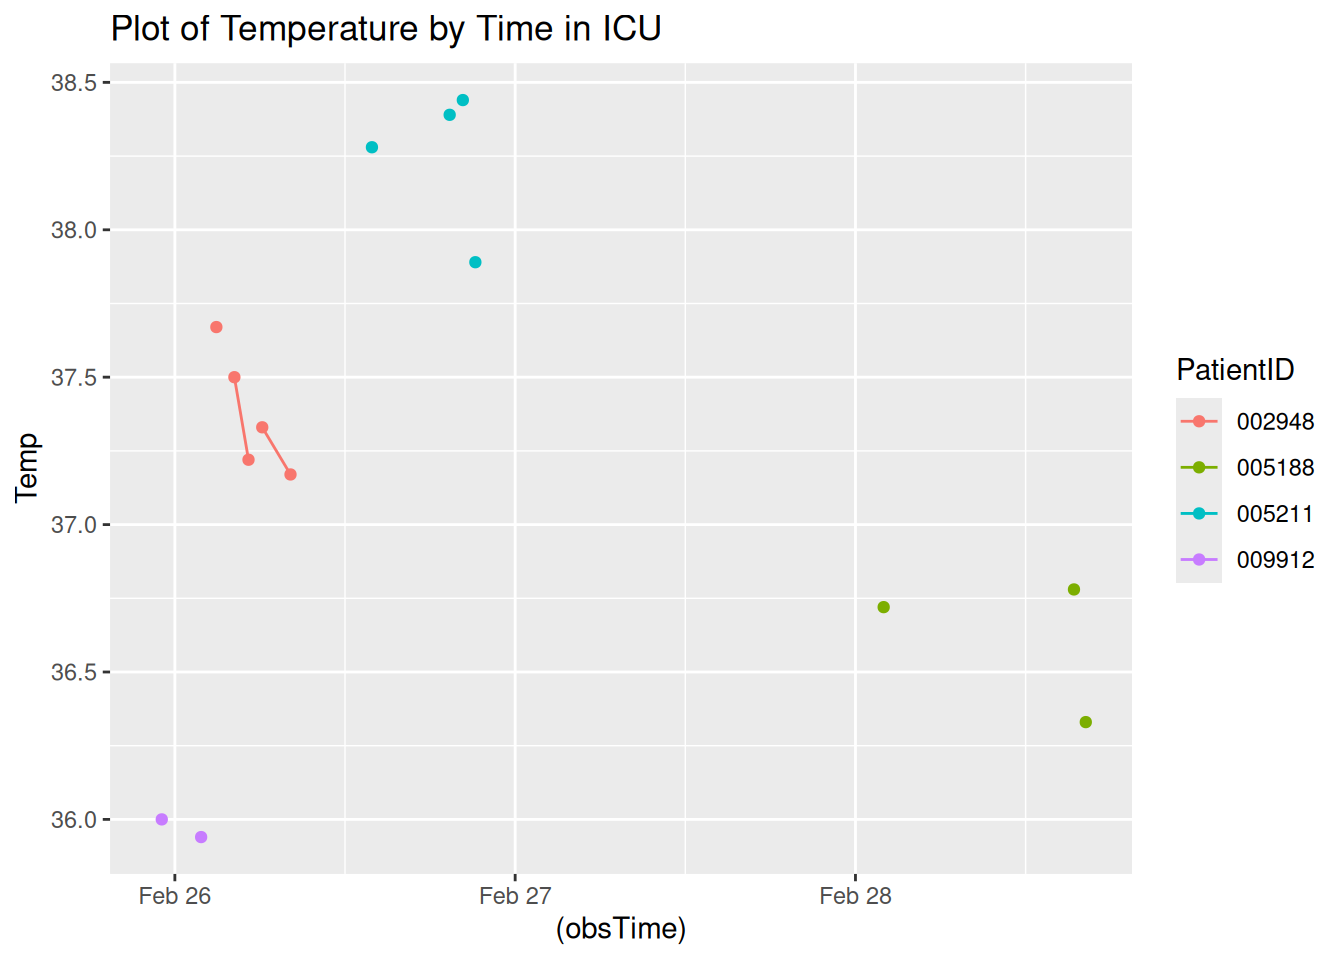 Plot of Temperature by Time in ICU
38.5
38.0
37.5
37.0
36.5
36.0
Temp
Feb 26
Feb 27
Feb 28
(obsTime)
PatientID
002948
005188
005211
009912